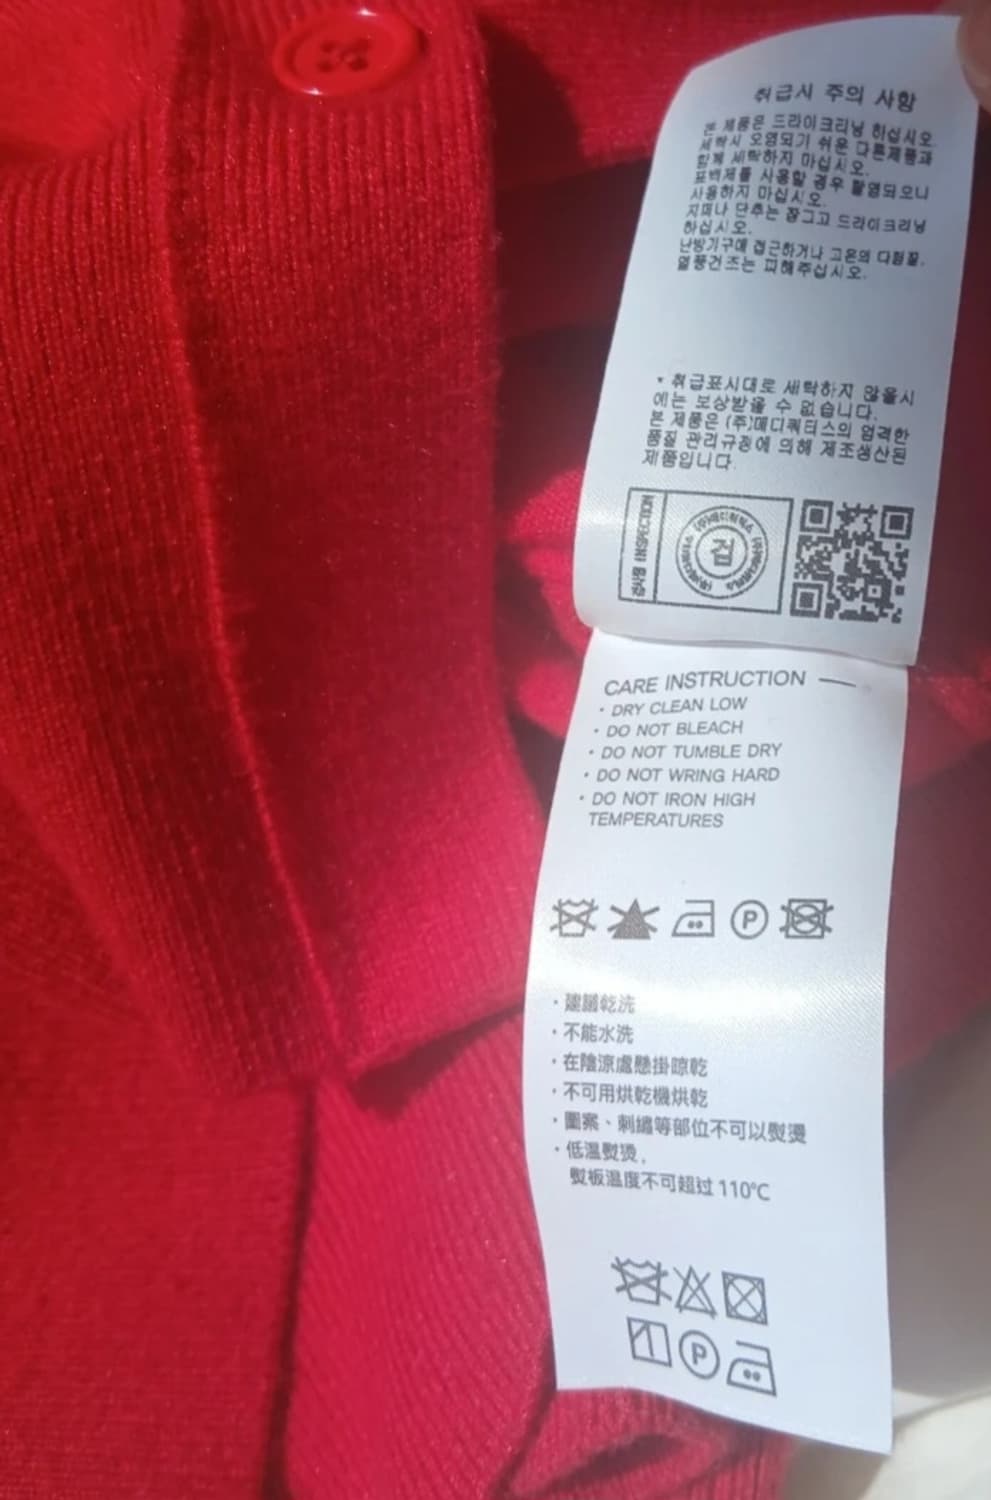 취급시 주의 사항
본 제품은 드라이크리닝 하십시오.
세탁시 오염되기 쉬운 다른제품과
함께 세탁하지 마십시오.
표백제를 사용할 경우 탈염되오니
사용하지 마십시오.
지퍼나 단추는 잠그고 드라이크리닝
하십시오.
난방기구에 접근하거나 고온의 다림질,
열풍건조는 피해주십시오.
* 취급표시대로 세탁하지 않을시
에는 보상받을 수 없습니다.
본 제품은 (주)메디쿼터스의 엄격한
품질 관리규정에 의해 제조생산된
제품입니다.
검사필 INSPECTION
검
CARE INSTRUCTION
· DRY CLEAN LOW
· DO NOT BLEACH
· DO NOT TUMBLE DRY
· DO NOT WRING HARD
· DO NOT IRON HIGH
TEMPERATURES
P
· 建議乾洗
· 不能水洗
· 在陰涼處懸掛晾乾
· 不可用烘乾機烘乾
· 圖案、刺繡等部位不可以熨燙
· 低溫熨烫,
熨板温度不可超过 110°C
P